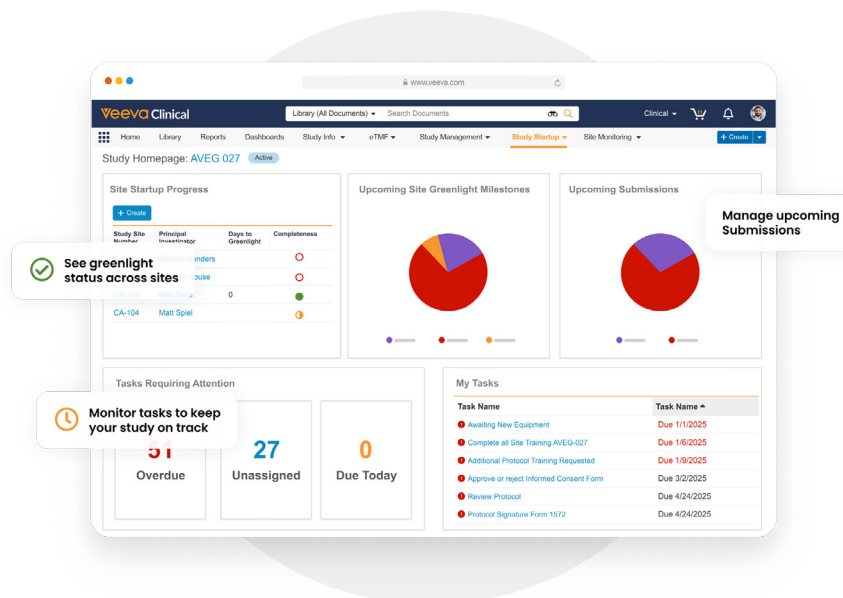 www.veeva.com
Veeva Clinical
Library (All Documents)
Search Documents
Clinical
Home
Library
Reports
Dashboards
Study Info
eTMF
Study Management
Study Startup
Site Monitoring
+ Create
Study Homepage: AVEG 027
Active
Site Startup Progress
+ Create
Study Site Number
Principal Investigator
Days to Greenlight
Completeness
0
CA-104
Matt Spiel
See greenlight
status across sites
Upcoming Site Greenlight Milestones
Upcoming Submissions
Manage upcoming
Submissions
Tasks Requiring Attention
Monitor tasks to keep
your study on track
51
Overdue
27
Unassigned
0
Due Today
My Tasks
Task Name
Task Name
Awaiting New Equipment
Due 1/1/2025
Complete all Site Training AVEG-027
Due 1/6/2025
Additional Protocol Training Requested
Due 1/9/2025
Approve or reject Informed Consent Form
Due 3/2/2025
Review Protocol
Due 4/24/2025
Protocol Signature Form 1572
Due 4/24/2025